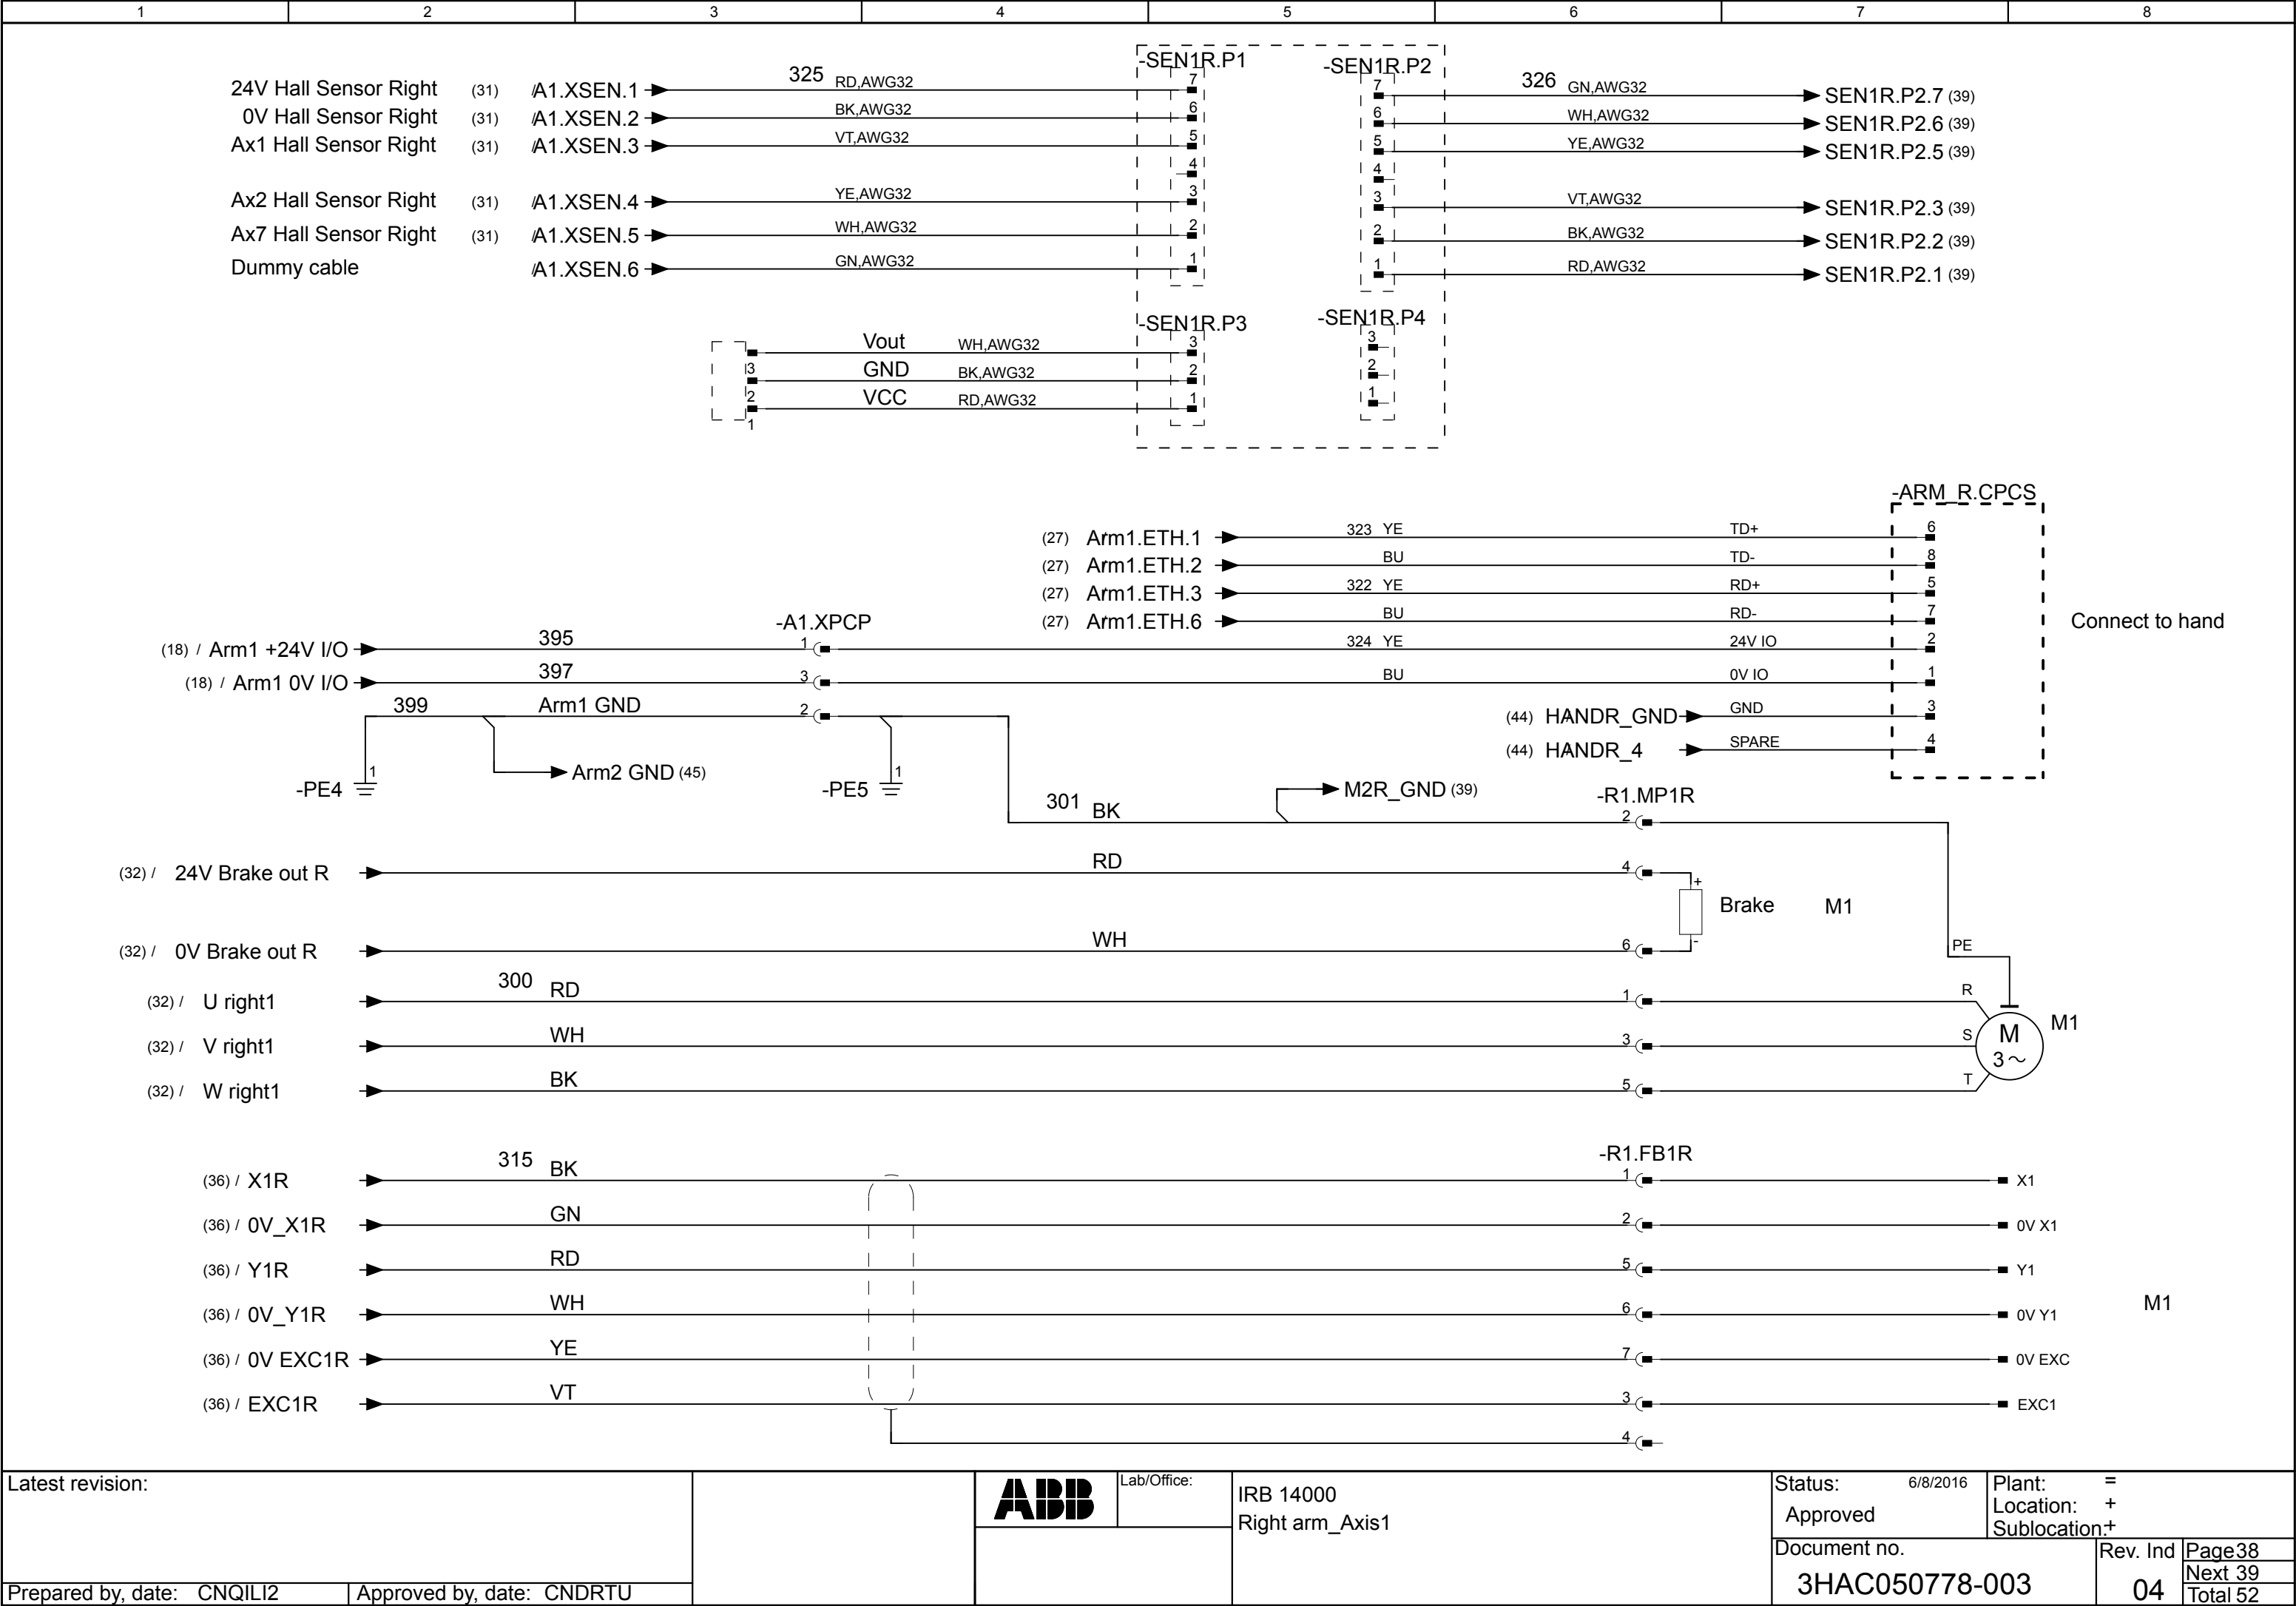 1 2 3 4 5 6 7 8
-SEN1R.P1 -SEN1R.P2
24V Hall Sensor Right (31) /A1.XSEN.1 325 RD,AWG32 7 7 326 GN,AWG32 SEN1R.P2.7 (39)
0V Hall Sensor Right (31) /A1.XSEN.2 BK,AWG32 6 6 WH,AWG32 SEN1R.P2.6 (39)
Ax1 Hall Sensor Right (31) /A1.XSEN.3 VT,AWG32 5 5 YE,AWG32 SEN1R.P2.5 (39)
4 4
Ax2 Hall Sensor Right (31) /A1.XSEN.4 YE,AWG32 3 3 VT,AWG32 SEN1R.P2.3 (39)
Ax7 Hall Sensor Right (31) /A1.XSEN.5 WH,AWG32 2 2 BK,AWG32 SEN1R.P2.2 (39)
Dummy cable /A1.XSEN.6 GN,AWG32 1 1 RD,AWG32 SEN1R.P2.1 (39)
-SEN1R.P3 -SEN1R.P4
Vout WH,AWG32 3 3
3 GND BK,AWG32 2 2
2 VCC RD,AWG32 1 1
1
-ARM_R.CPCS
(27) Arm1.ETH.1 323 YE TD+ 6
(27) Arm1.ETH.2 BU TD- 8
(27) Arm1.ETH.3 322 YE RD+ 5
(27) Arm1.ETH.6 BU RD- 7
Connect to hand
-A1.XPCP
(18) / Arm1 +24V I/O 395 1 324 YE 24V IO 2
(18) / Arm1 0V I/O 397 3 BU 0V IO 1
399 Arm1 GND 2 (44) HANDR_GND GND 3
(44) HANDR_4 SPARE 4
-PE4 1 Arm2 GND (45) -PE5 1
301 BK M2R_GND (39) -R1.MP1R 2
(32) / 24V Brake out R RD 4 +
Brake M1
(32) / 0V Brake out R WH 6 - PE
(32) / U right1 300 RD 1 R
(32) / V right1 WH 3 S M 3~ M1
(32) / W right1 BK 5 T
-R1.FB1R
(36) / X1R 315 BK 1 X1
(36) / 0V_X1R GN 2 0V X1
(36) / Y1R RD 5 Y1
(36) / 0V_Y1R WH 6 0V Y1 M1
(36) / 0V EXC1R YE 7 0V EXC
(36) / EXC1R VT 3 EXC1
4
Latest revision:
Prepared by, date: CNQILI2 Approved by, date: CNDRTU
ABB Lab/Office:
IRB 14000
Right arm_Axis1
Status: 6/8/2016
Approved
Plant: =
Location: +
Sublocation:+
Document no.
3HAC050778-003
Rev. Ind
04
Page38
Next 39
Total 52